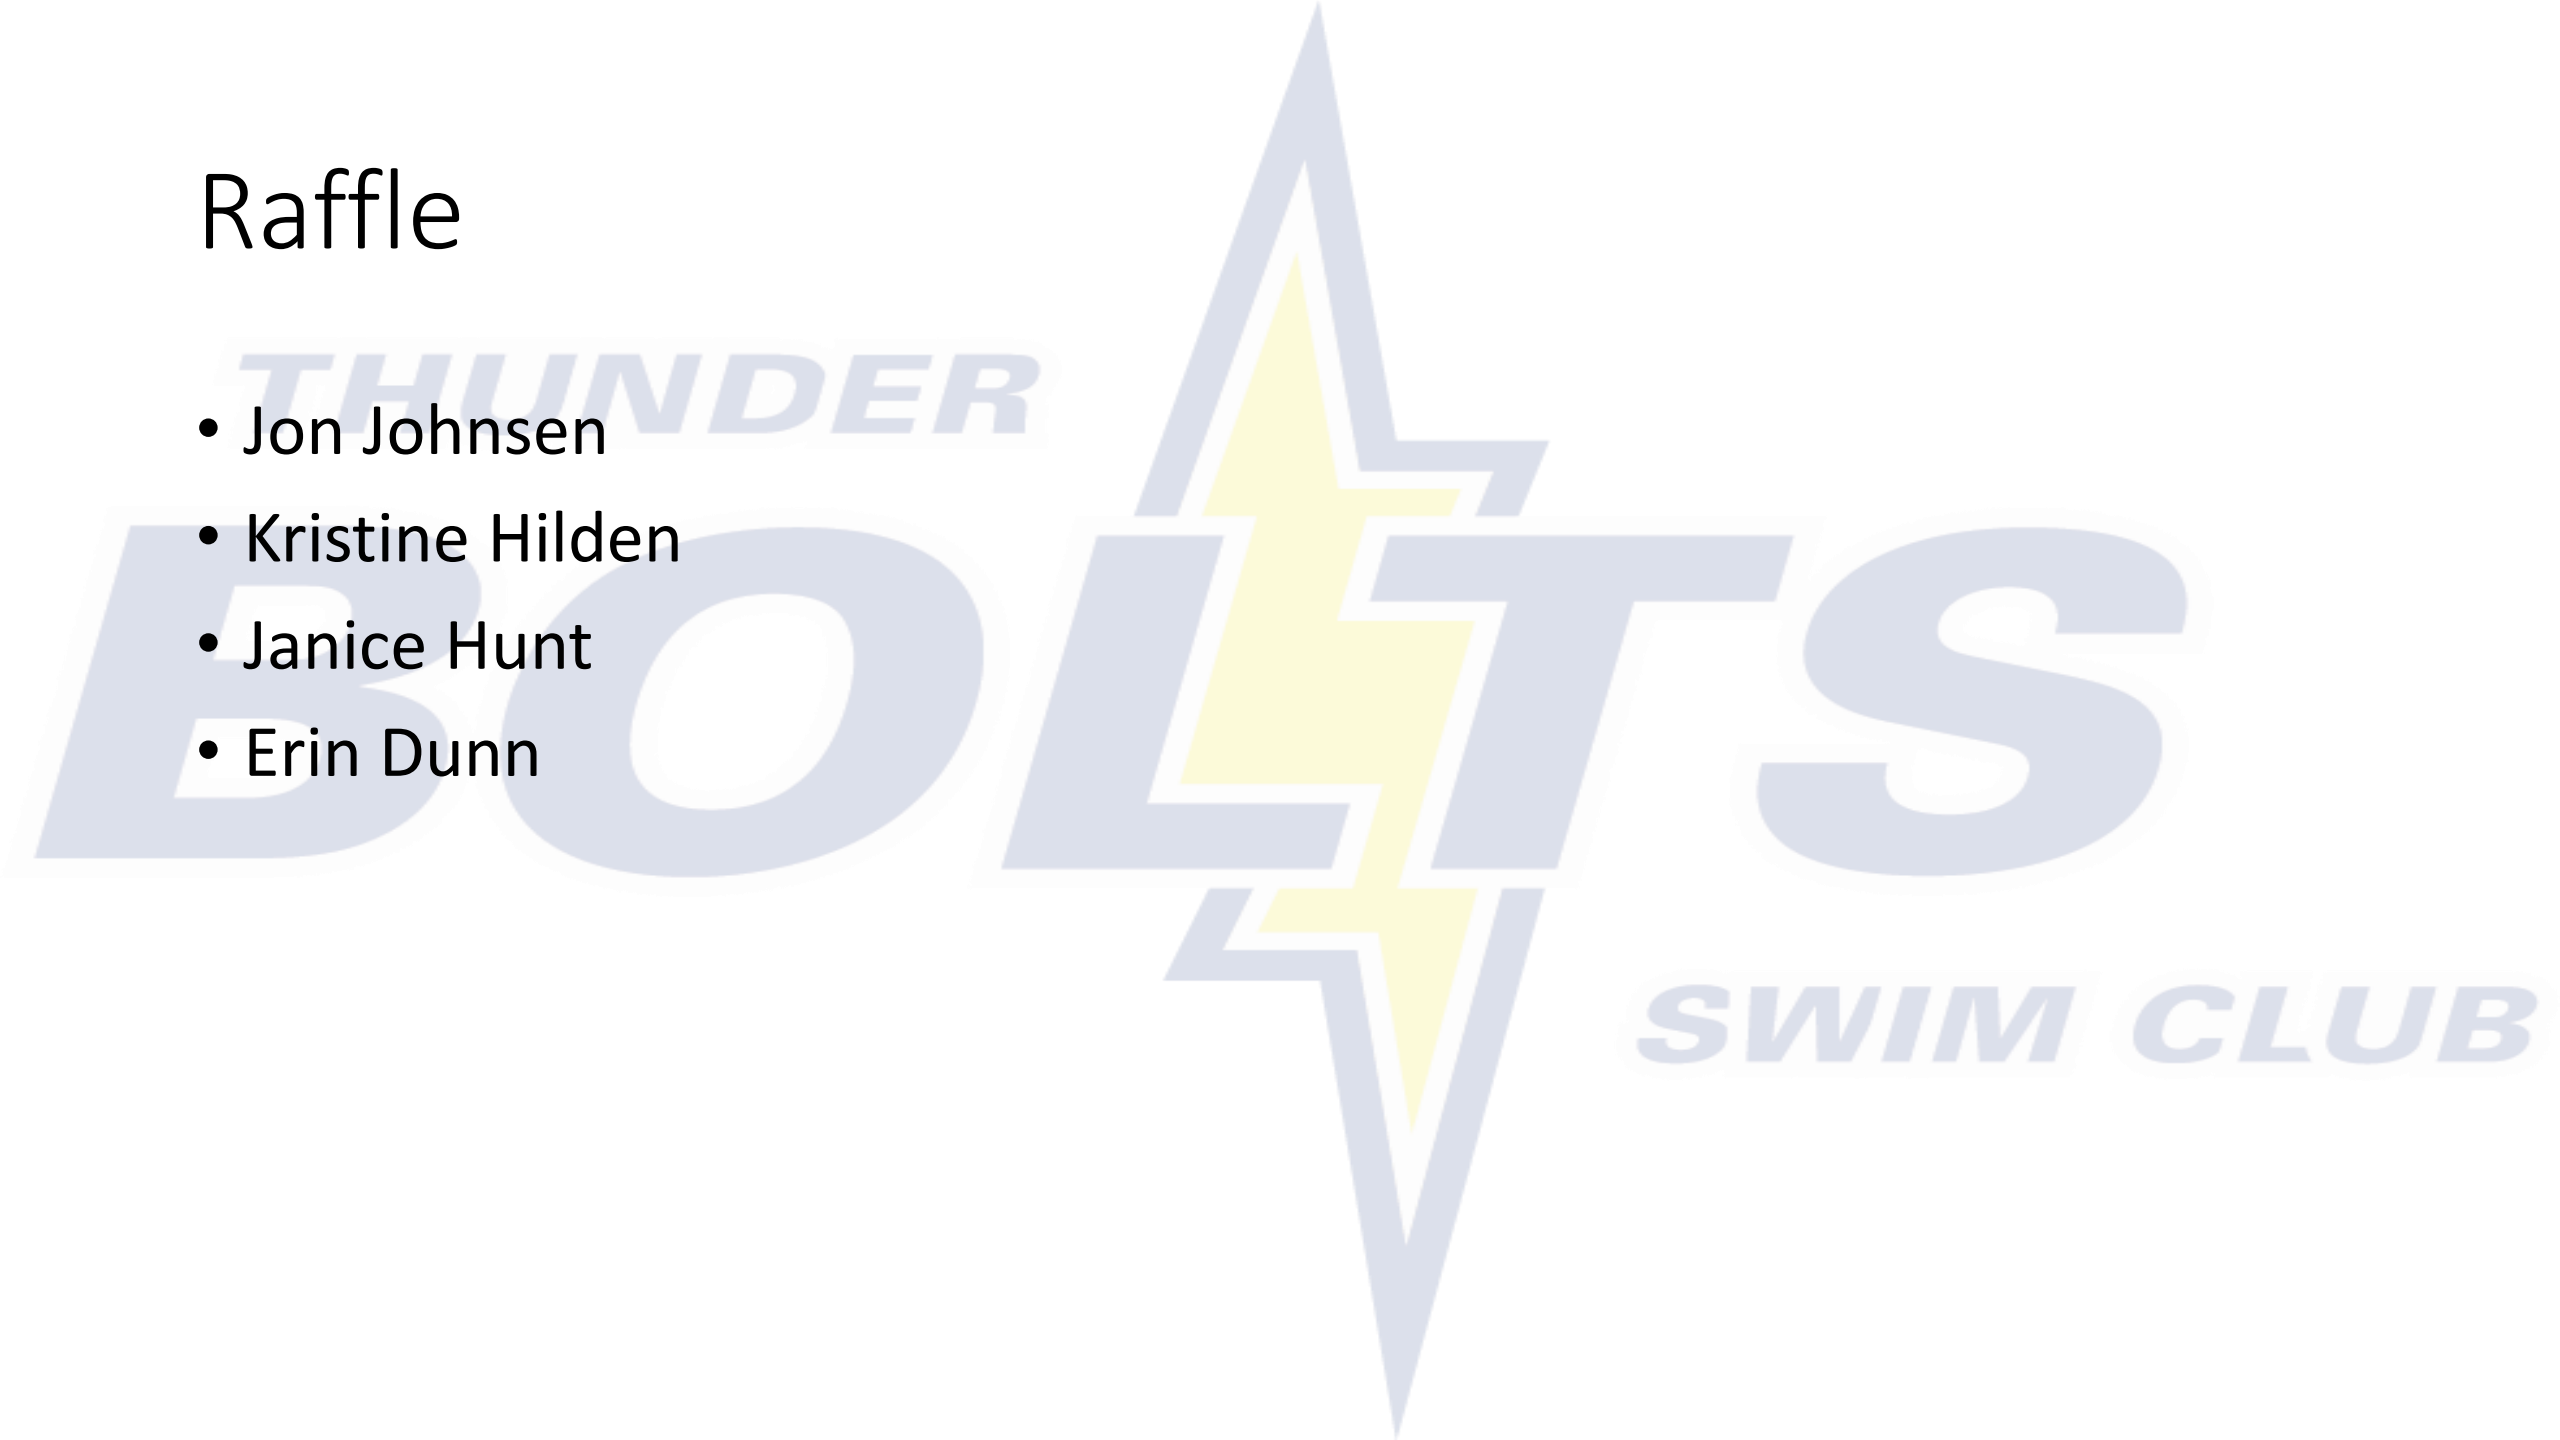 Raffle
THUNDER
• Jon Johnsen
• Kristine Hilden
BOLTS
• Janice Hunt
• Erin Dunn
SWIM CLUB